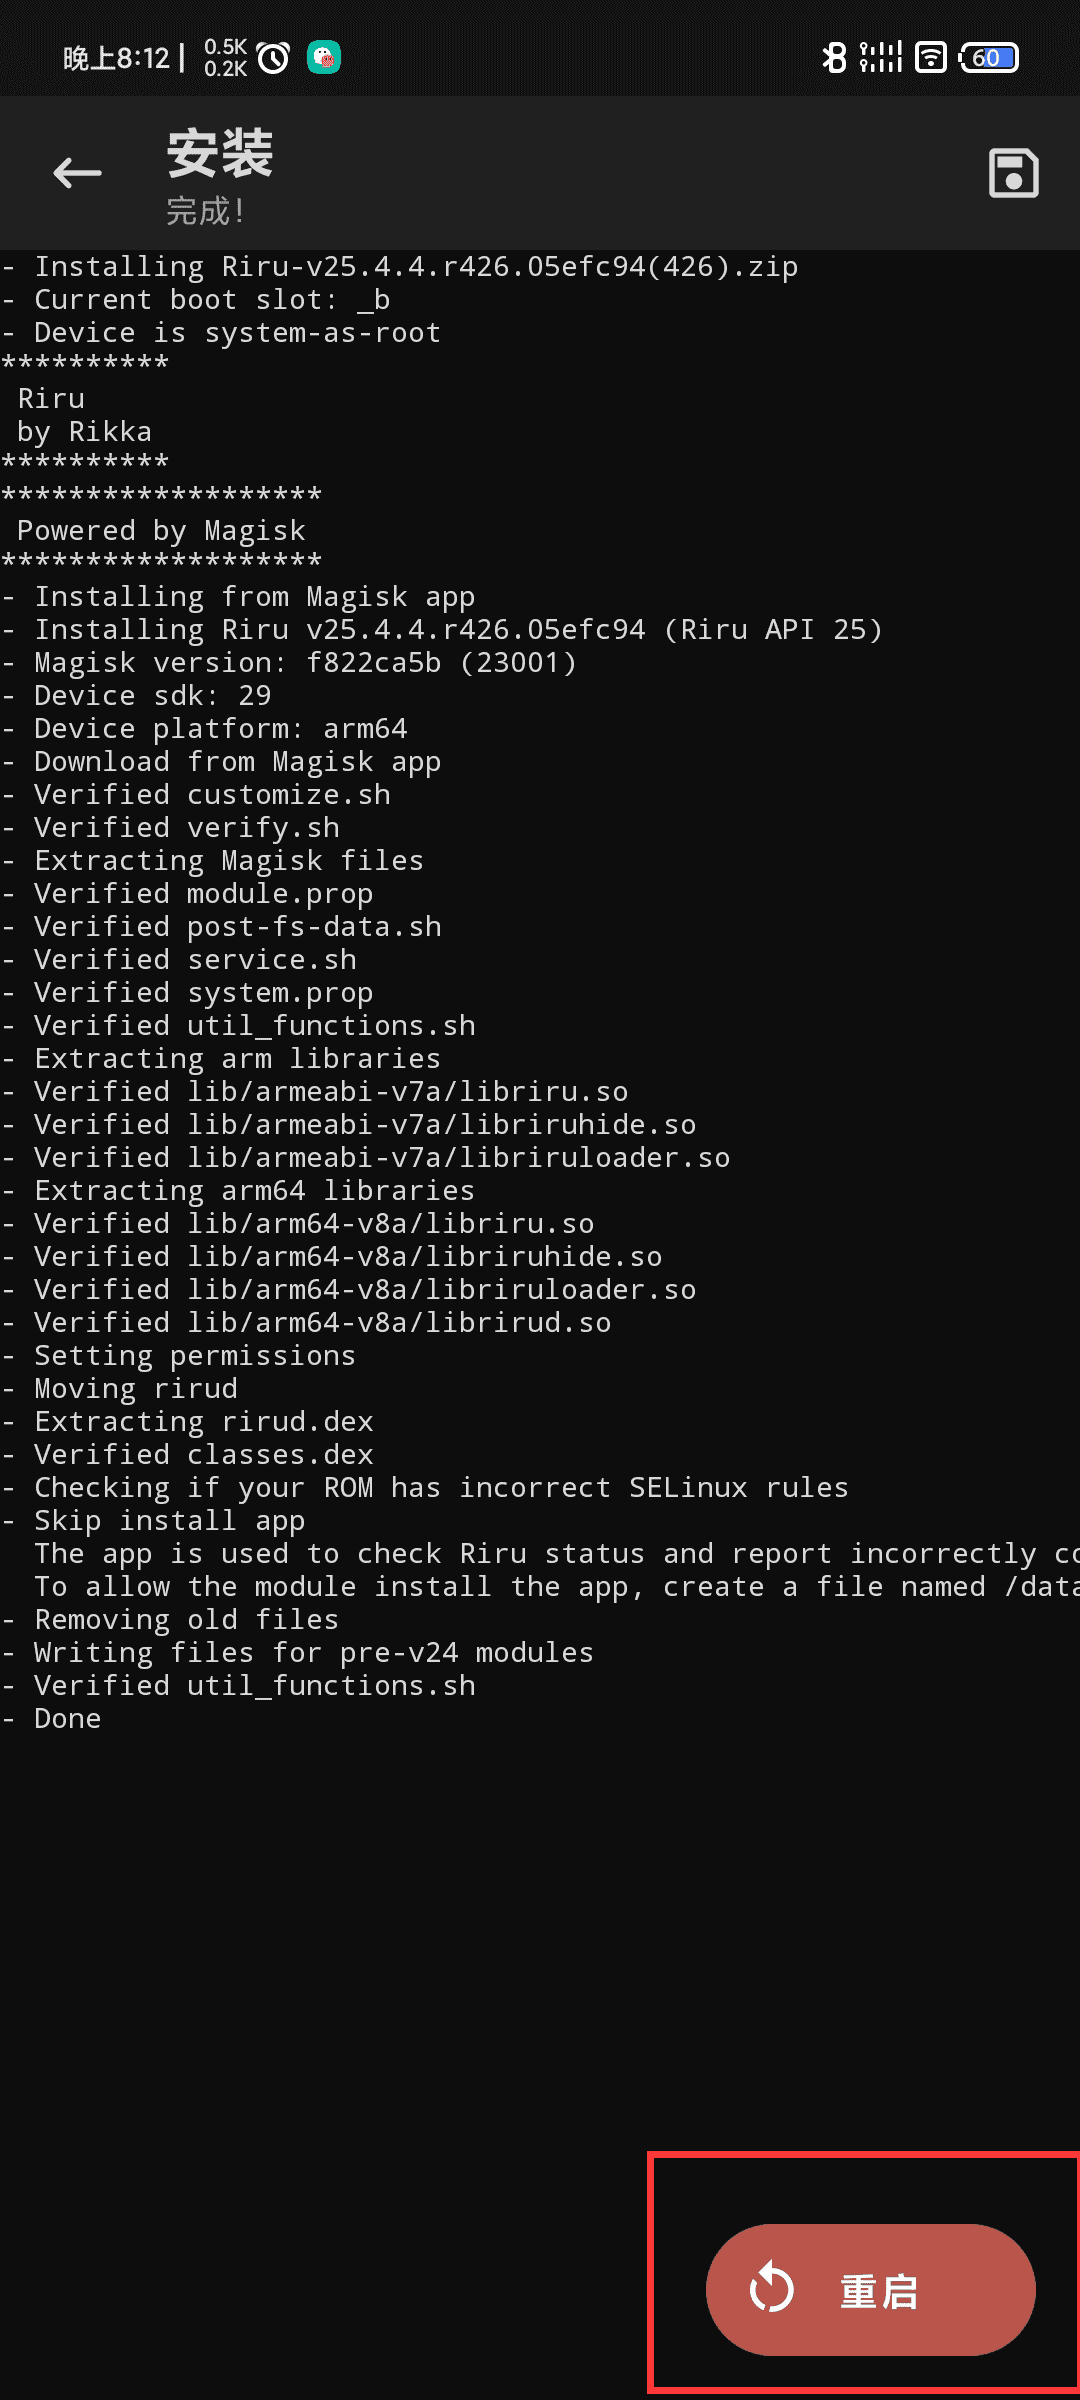 晚上8:12 | 0.5K 0.2K 60
安装
完成!
- Installing Riru-v25.4.4.r426.05efc94(426).zip
- Current boot slot: _b
- Device is system-as-root
**********
Riru
by Rikka
**********
*******************
Powered by Magisk
*******************
- Installing from Magisk app
- Installing Riru v25.4.4.r426.05efc94 (Riru API 25)
- Magisk version: f822ca5b (23001)
- Device sdk: 29
- Device platform: arm64
- Download from Magisk app
- Verified customize.sh
- Verified verify.sh
- Extracting Magisk files
- Verified module.prop
- Verified post-fs-data.sh
- Verified service.sh
- Verified system.prop
- Verified util_functions.sh
- Extracting arm libraries
- Verified lib/armeabi-v7a/libriru.so
- Verified lib/armeabi-v7a/libriruhide.so
- Verified lib/armeabi-v7a/libriruloader.so
- Extracting arm64 libraries
- Verified lib/arm64-v8a/libriru.so
- Verified lib/arm64-v8a/libriruhide.so
- Verified lib/arm64-v8a/libriruloader.so
- Verified lib/arm64-v8a/librirud.so
- Setting permissions
- Moving rirud
- Extracting rirud.dex
- Verified classes.dex
- Checking if your ROM has incorrect SELinux rules
- Skip install app
The app is used to check Riru status and report incorrectly co
To allow the module install the app, create a file named /data
- Removing old files
- Writing files for pre-v24 modules
- Verified util_functions.sh
- Done
重启